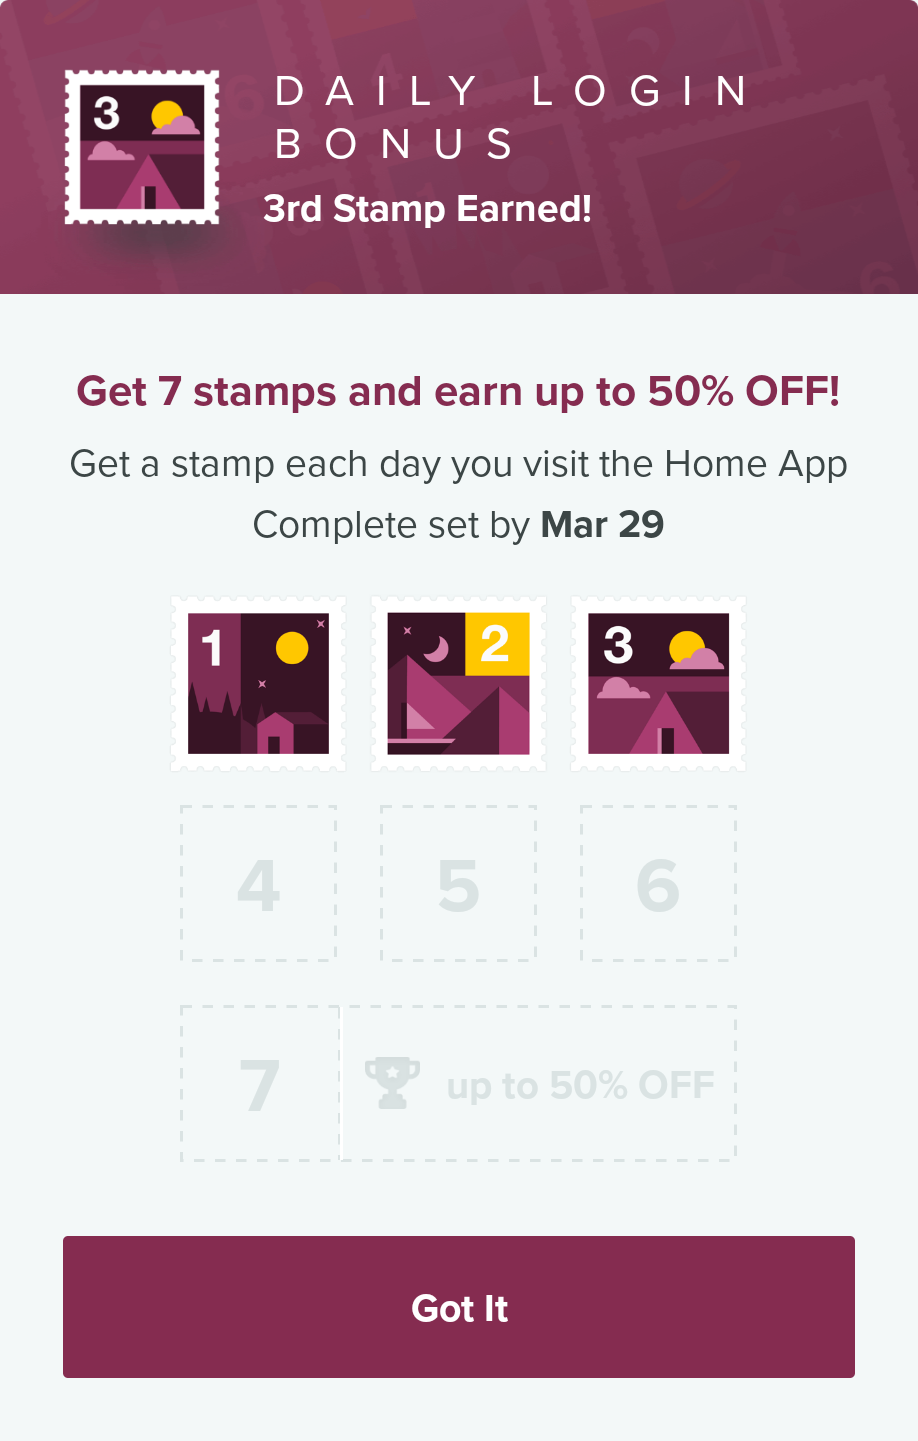 3
DAILY LOGIN
BONUS
3rd Stamp Earned!
Get 7 stamps and earn up to 50% OFF!
Get a stamp each day you visit the Home App
Complete set by Mar 29
1 2 3
4 5 6
7 up to 50% OFF
Got It